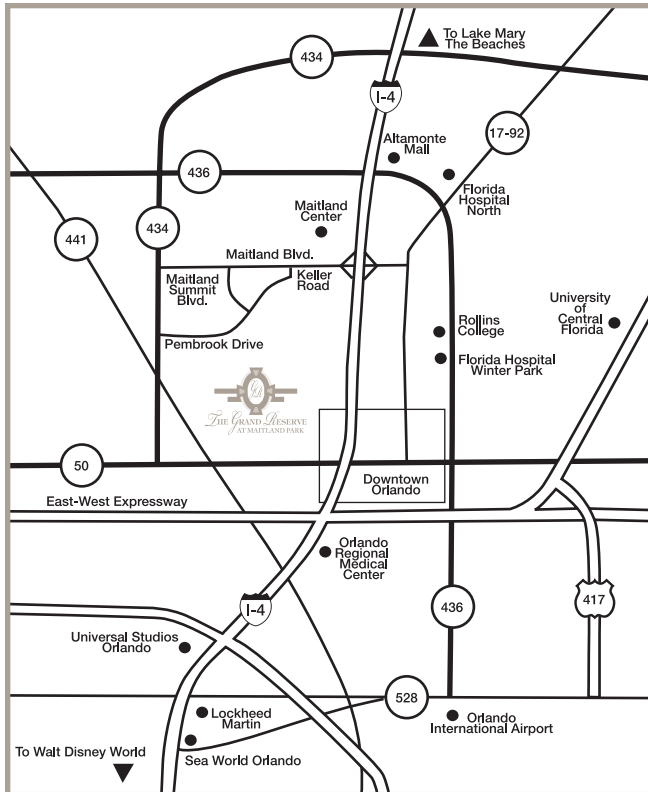 To Lake Mary
The Beaches
434
I-4
17-92
Altamonte
Mall
436
Florida
Hospital
North
Maitland
Center
434
441
Maitland Blvd.
Maitland
Summit
Blvd.
Keller
Road
University
of
Central
Florida
Rollins
College
Pembrook Drive
Florida Hospital
Winter Park
GR
THE GRAND RESERVE
AT MAITLAND PARK
50
Downtown
Orlando
East-West Expressway
Orlando
Regional
Medical
Center
I-4
436
417
Universal Studios
Orlando
528
Lockheed
Martin
Orlando
International Airport
To Walt Disney World
Sea World Orlando